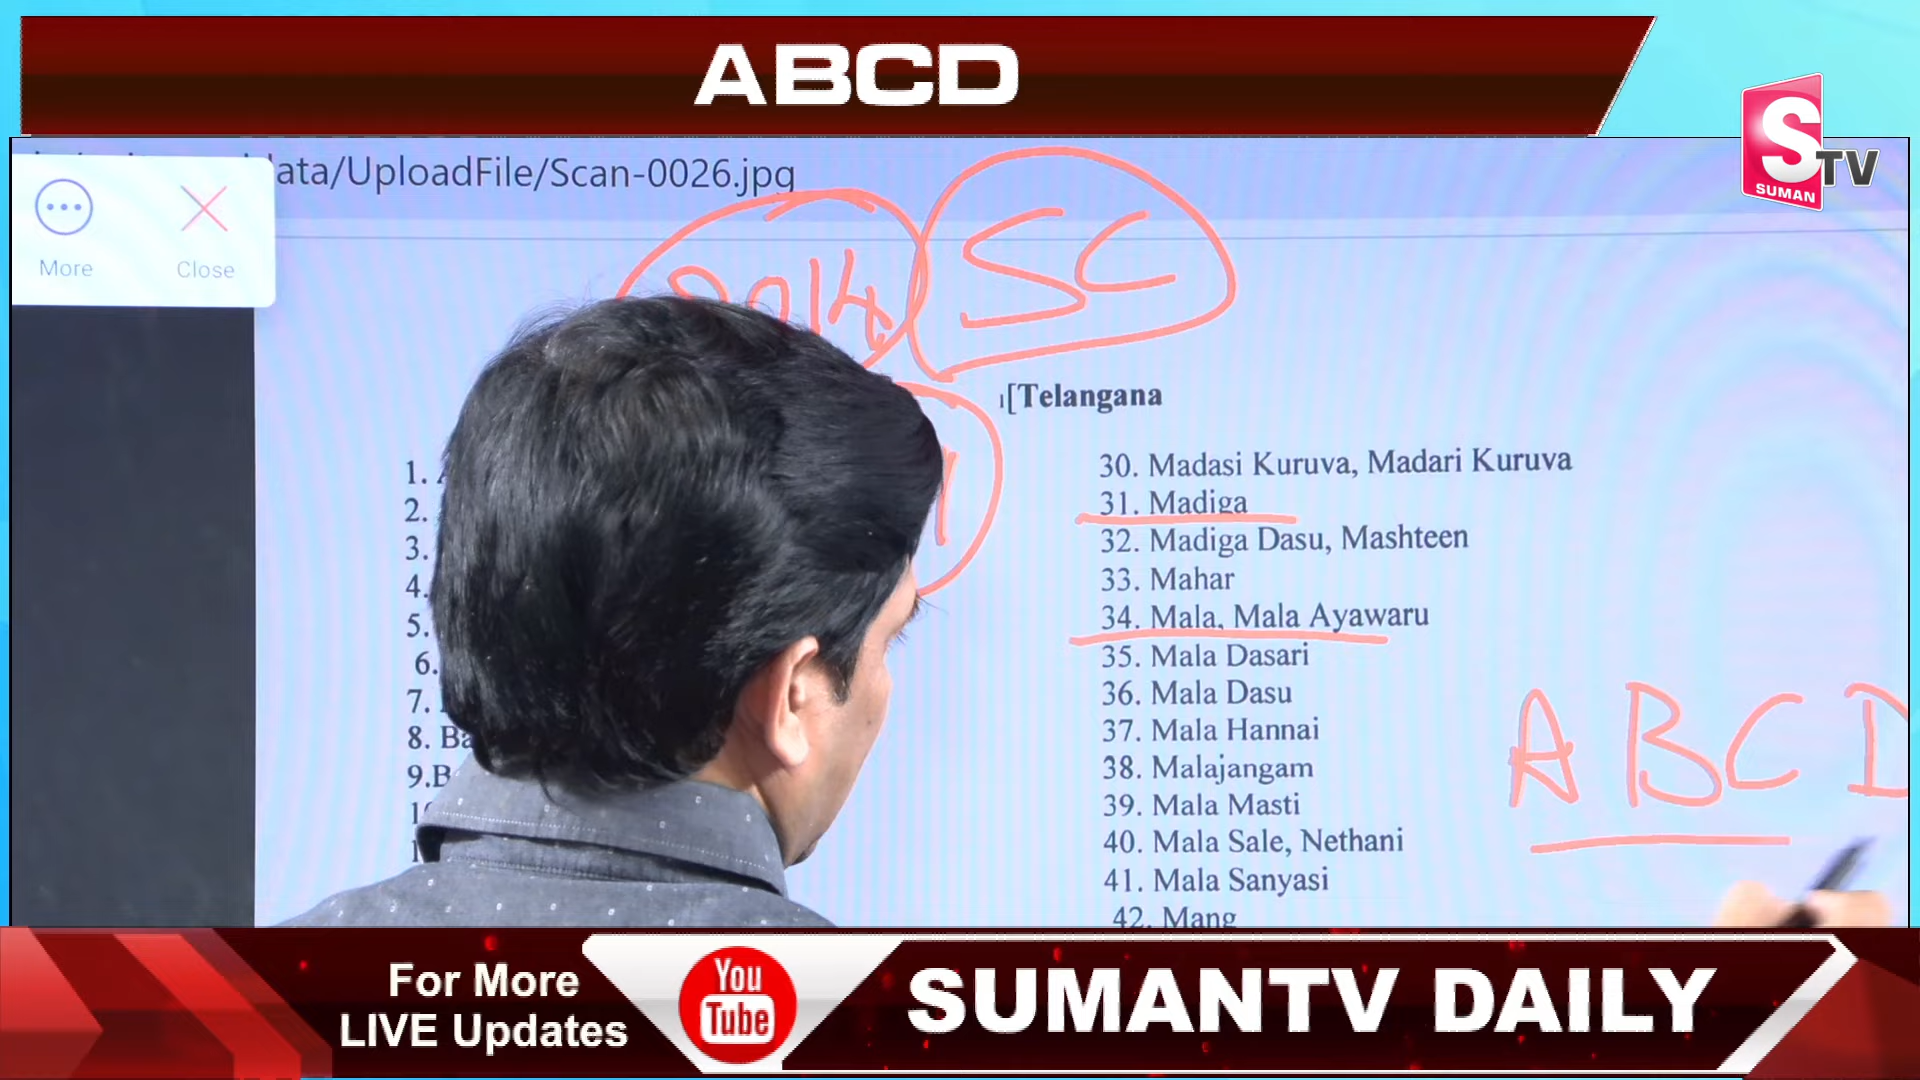 ABCD
S
TV
SUMAN
ata/UploadFile/Scan-0026.jpg
More
Close
2014
SC
[Telangana
1.
2.
3.
4.
5.
6.
7.
8. Ba
9.B
30. Madasi Kuruva, Madari Kuruva
31. Madiga
32. Madiga Dasu, Mashteen
33. Mahar
34. Mala, Mala Ayawaru
35. Mala Dasari
36. Mala Dasu
37. Mala Hannai
38. Malajangam
39. Mala Masti
40. Mala Sale, Nethani
41. Mala Sanyasi
42. Mang
A B C D
For More
LIVE Updates
You
Tube
SUMANTV DAILY